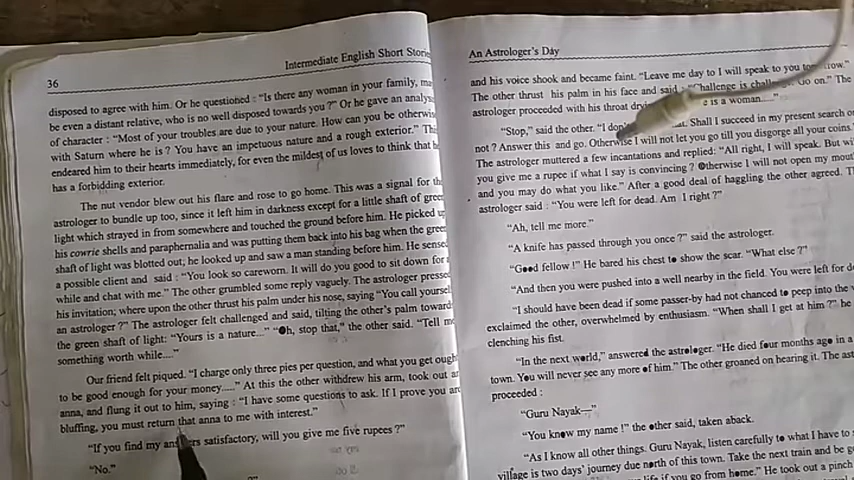 36
Intermediate English Short Stories
disposed to agree with him. Or he questioned : "Is there any woman in your family, may
be even a distant relative, who is no well disposed towards you ?" Or he gave an analysis
of character : "Most of your troubles are due to your nature. How can you be otherwise
with Saturn where he is ? You have an impetuous nature and a rough exterior." This
endeared him to their hearts immediately, for even the mildest of us loves to think that he
has a forbidding exterior.
The nut vendor blew out his flare and rose to go home. This was a signal for the
astrologer to bundle up too, since it left him in darkness except for a little shaft of green
light which strayed in from somewhere and touched the ground before him. He picked up
his cowrie shells and paraphernalia and was putting them back into his bag when the green
shaft of light was blotted out; he looked up and saw a man standing before him. He sensed
a possible client and said : "You look so careworn. It will do you good to sit down for a
while and chat with me." The other grumbled some reply vaguely. The astrologer pressed
his invitation; where upon the other thrust his palm under his nose, saying "You call yourself
an astrologer ?" The astrologer felt challenged and said, tilting the other's palm towards
the green shaft of light: "Yours is a nature...." "Oh, stop that," the other said. "Tell me
something worth while...."
Our friend felt piqued. "I charge only three pies per question, and what you get ought
to be good enough for your money....." At this the other withdrew his arm, took out an
anna, and flung it out to him, saying : "I have some questions to ask. If I prove you are
bluffing, you must return that anna to me with interest."
"If you find my answers satisfactory, will you give me five rupees ?"
"No."
An Astrologer's Day
and his voice shook and became faint. "Leave me day to I will speak to you tomorrow."
The other thrust his palm in his face and said : "Challenge is challenge. Go on." The
astrologer proceeded with his throat is a woman....."
"Stop," said the other. "I don't that. Shall I succeed in my present search or
not ? Answer this and go. Otherwise I will not let you go till you disgorge all your coins."
The astrologer muttered a few incantations and replied: "All right, I will speak. But will
you give me a rupee if what is say is convincing ? Otherwise I will not open my mouth
and you may do what you like." After a good deal of haggling the other agreed. The
astrologer said : "You were left for dead. Am I right ?"
"Ah, tell me more."
"A knife has passed through you once ?" said the astrologer.
"Good fellow !" He bared his chest to show the scar. "What else ?"
"And then you were pushed into a well nearby in the field. You were left for
"I should have been dead if some passer-by had not chanced to peep into the
exclaimed the other, overwhelmed by enthusiasm. "When shall I get at him ?" he
clenching his fist.
"In the next world," answered the astrologer. "He died four months ago in a
town. You will never see any more of him." The other groaned on hearing it. The
proceeded :
"Guru Nayak—"
"You know my name !" the other said, taken aback.
"As I know all other things. Guru Nayak, listen carefully to what I have to
village is two days' journey due north of this town. Take the next train and be
if you go from home." He took out a pinch